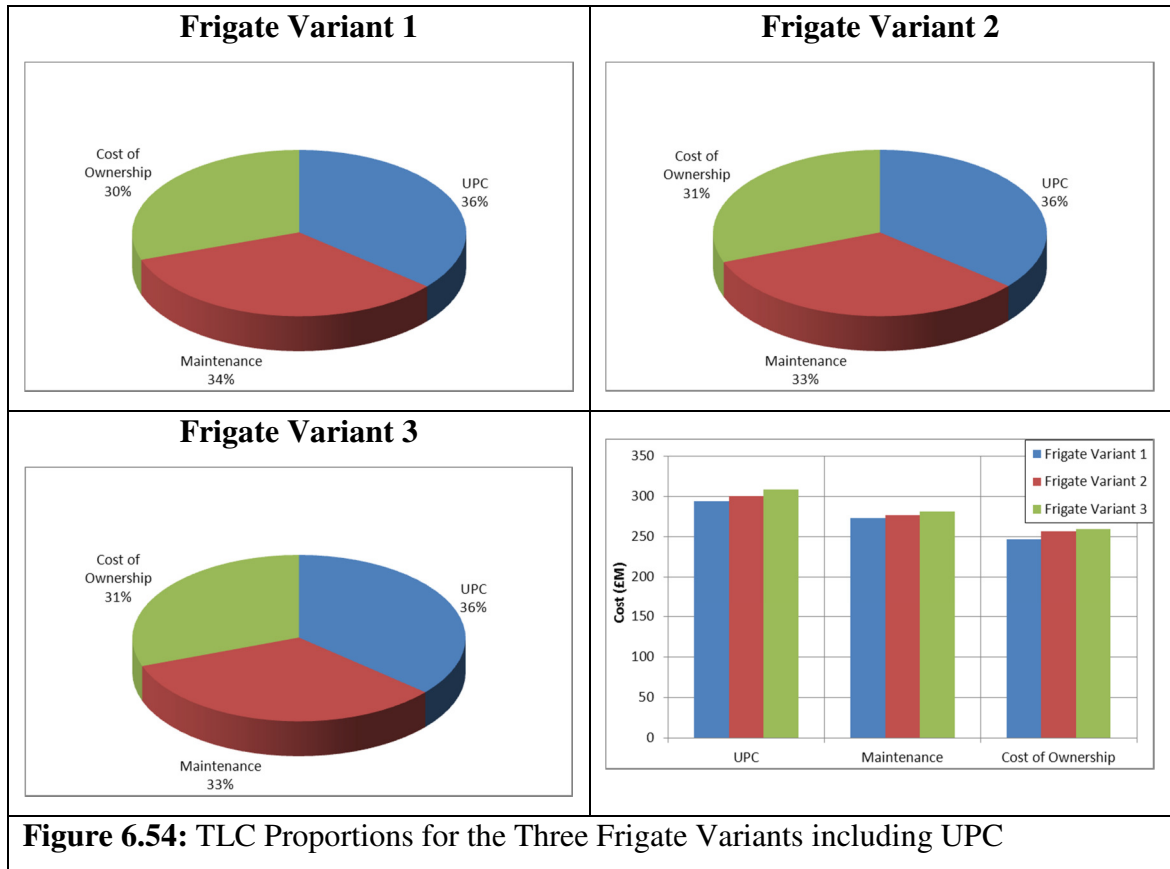 Frigate Variant 1
Cost of
Ownership
30%
UPC
36%
Maintenance
34%
Frigate Variant 2
Cost of
Ownership
31%
UPC
36%
Maintenance
33%
Frigate Variant 3
Cost of
Ownership
31%
UPC
36%
Maintenance
33%
350
300
250
200
150
100
50
0
Cost (£M)
Frigate Variant 1
Frigate Variant 2
Frigate Variant 3
UPC
Maintenance
Cost of Ownership
Figure 6.54: TLC Proportions for the Three Frigate Variants including UPC